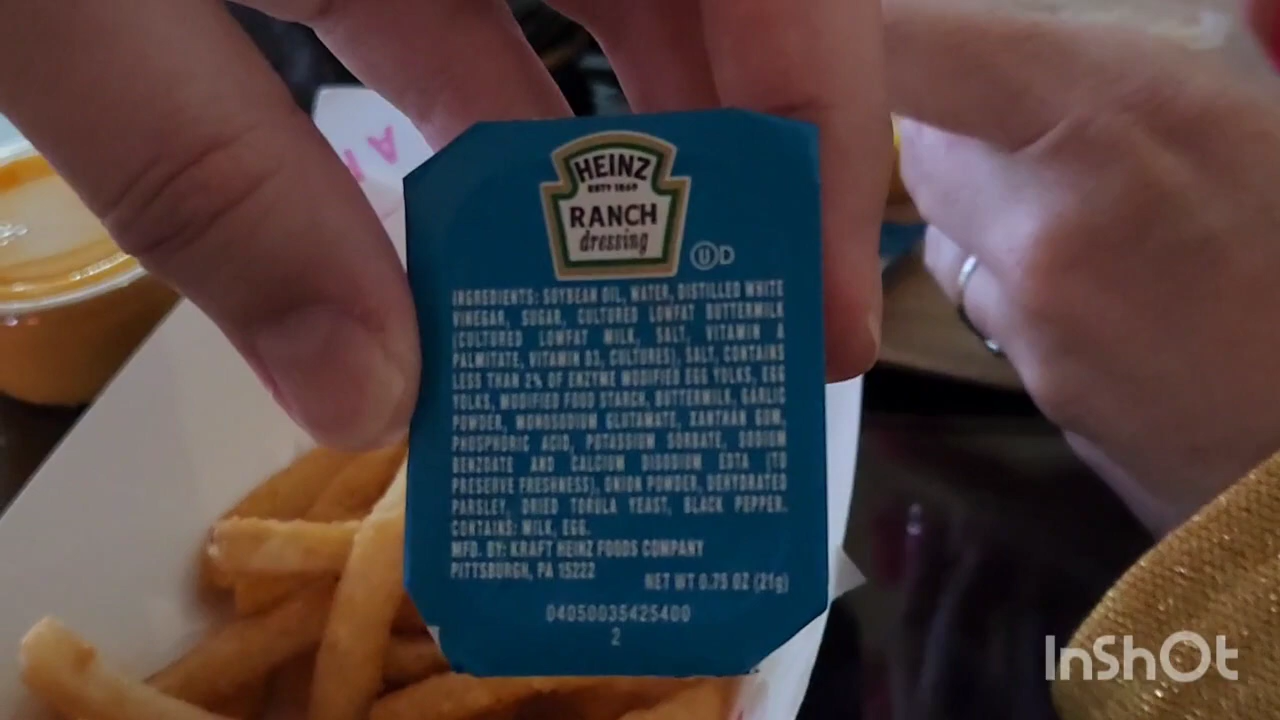 HEINZ
ESTD 1869
RANCH
dressing
UD
INGREDIENTS: SOYBEAN OIL, WATER, DISTILLED WHITE
VINEGAR, SUGAR, CULTURED LOWFAT BUTTERMILK
(CULTURED LOWFAT MILK, SALT, VITAMIN A
PALMITATE, VITAMIN D3, CULTURES), SALT, CONTAINS
LESS THAN 2% OF ENZYME MODIFIED EGG YOLKS, EGG
YOLKS, MODIFIED FOOD STARCH, BUTTERMILK, GARLIC
POWDER, MONOSODIUM GLUTAMATE, XANTHAN GUM,
PHOSPHORIC ACID, POTASSIUM SORBATE, SODIUM
BENZOATE AND CALCIUM DISODIUM EDTA (TO
PRESERVE FRESHNESS), ONION POWDER, DEHYDRATED
PARSLEY, DRIED TORULA YEAST, BLACK PEPPER.
CONTAINS: MILK, EGG.
MFD. BY: KRAFT HEINZ FOODS COMPANY
PITTSBURGH, PA 15222
NET WT 0.75 OZ (21g)
04050035425400
2
InShOt